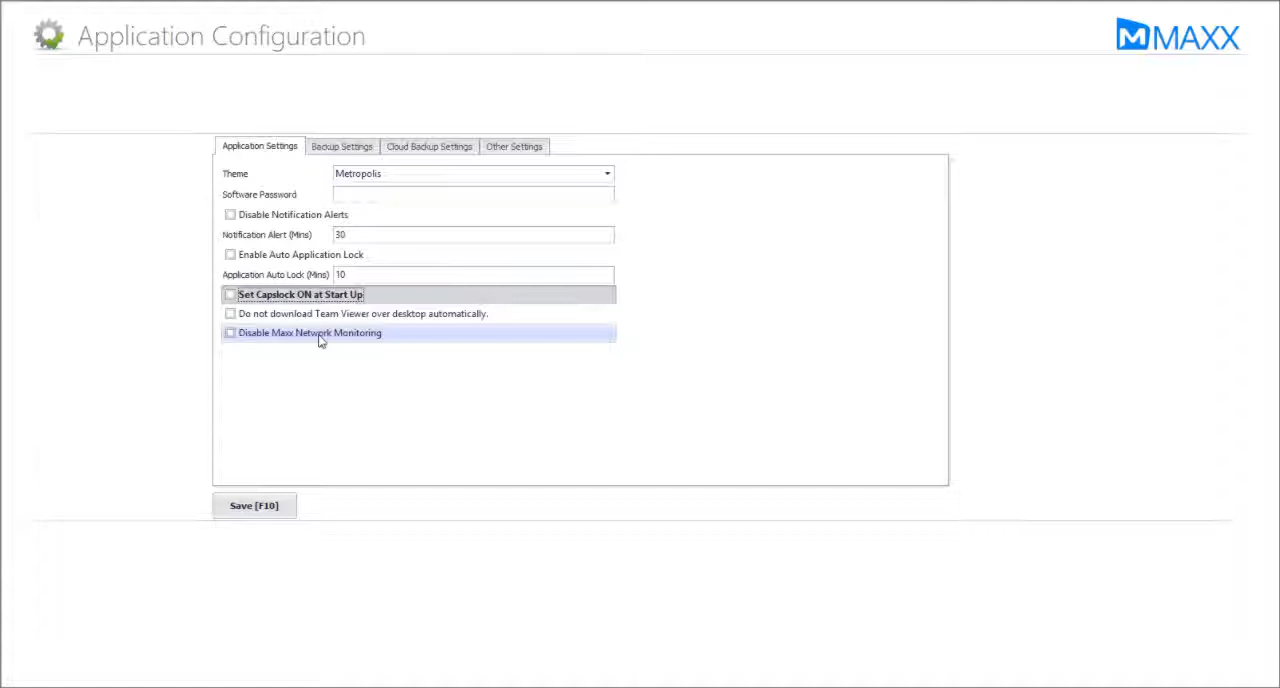 Application Configuration
MAXX
Application Settings Backup Settings Cloud Backup Settings Other Settings
Theme Metropolis
Software Password
Disable Notification Alerts
Notification Alert (Mins) 30
Enable Auto Application Lock
Application Auto Lock (Mins) 10
Set Capslock ON at Start Up
Do not download Team Viewer over desktop automatically.
Disable Maxx Network Monitoring
Save [F10]